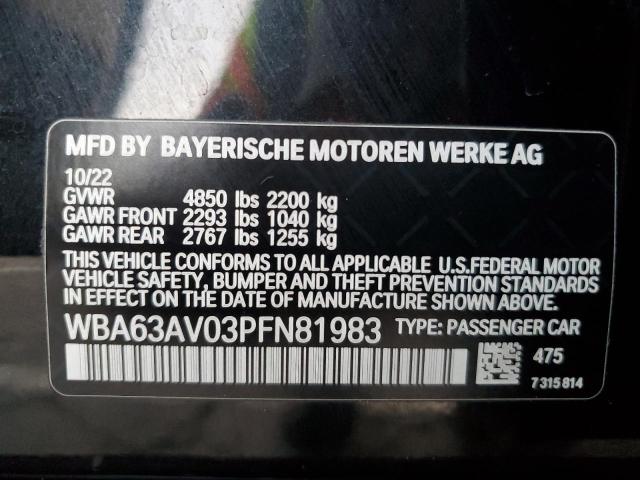 MFD BY BAYERISCHE MOTOREN WERKE AG
10/22
GVWR 4850 lbs 2200 kg
GAWR FRONT 2293 lbs 1040 kg
GAWR REAR 2767 lbs 1255 kg
THIS VEHICLE CONFORMS TO ALL APPLICABLE U.S.FEDERAL MOTOR
VEHICLE SAFETY, BUMPER AND THEFT PREVENTION STANDARDS
IN EFFECT ON THE DATE OF MANUFACTURE SHOWN ABOVE.
WBA63AV03PFN81983 TYPE: PASSENGER CAR
475
7 315 814